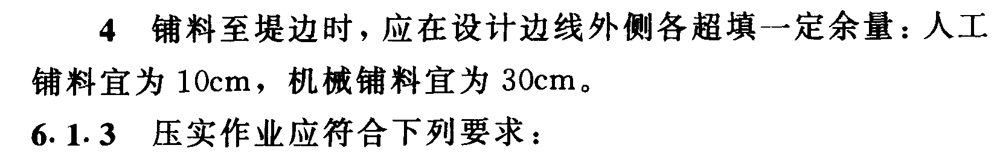 4 铺料至堤边时，应在设计边线外侧各超填一定余量：人工
铺料宜为 10cm，机械铺料宜为 30cm。
6.1.3 压实作业应符合下列要求：